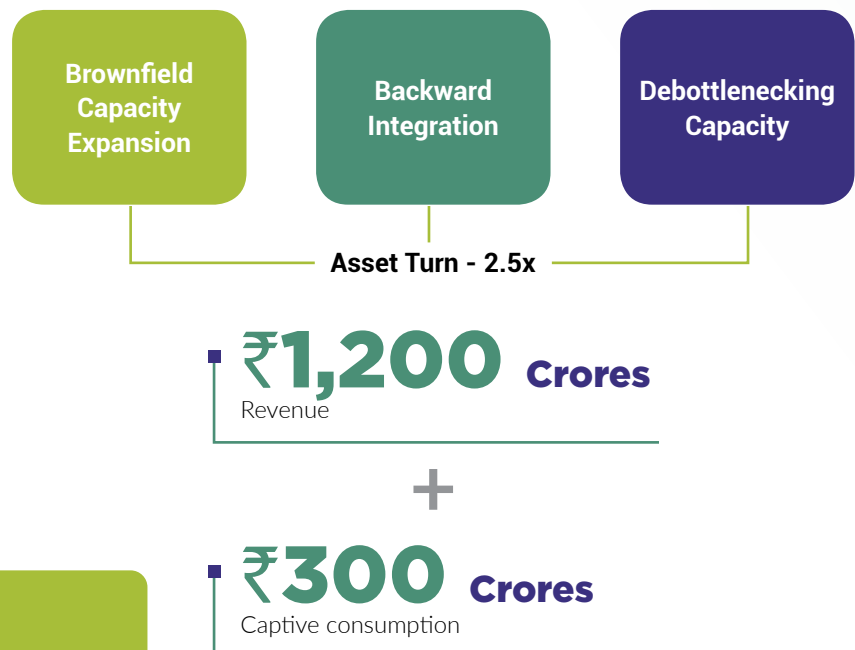 Brownfield
Capacity
Expansion
Backward
Integration
Debottlenecking
Capacity
Asset Turn - 2.5x
₹1,200 Crores
Revenue
+
₹300 Crores
Captive consumption